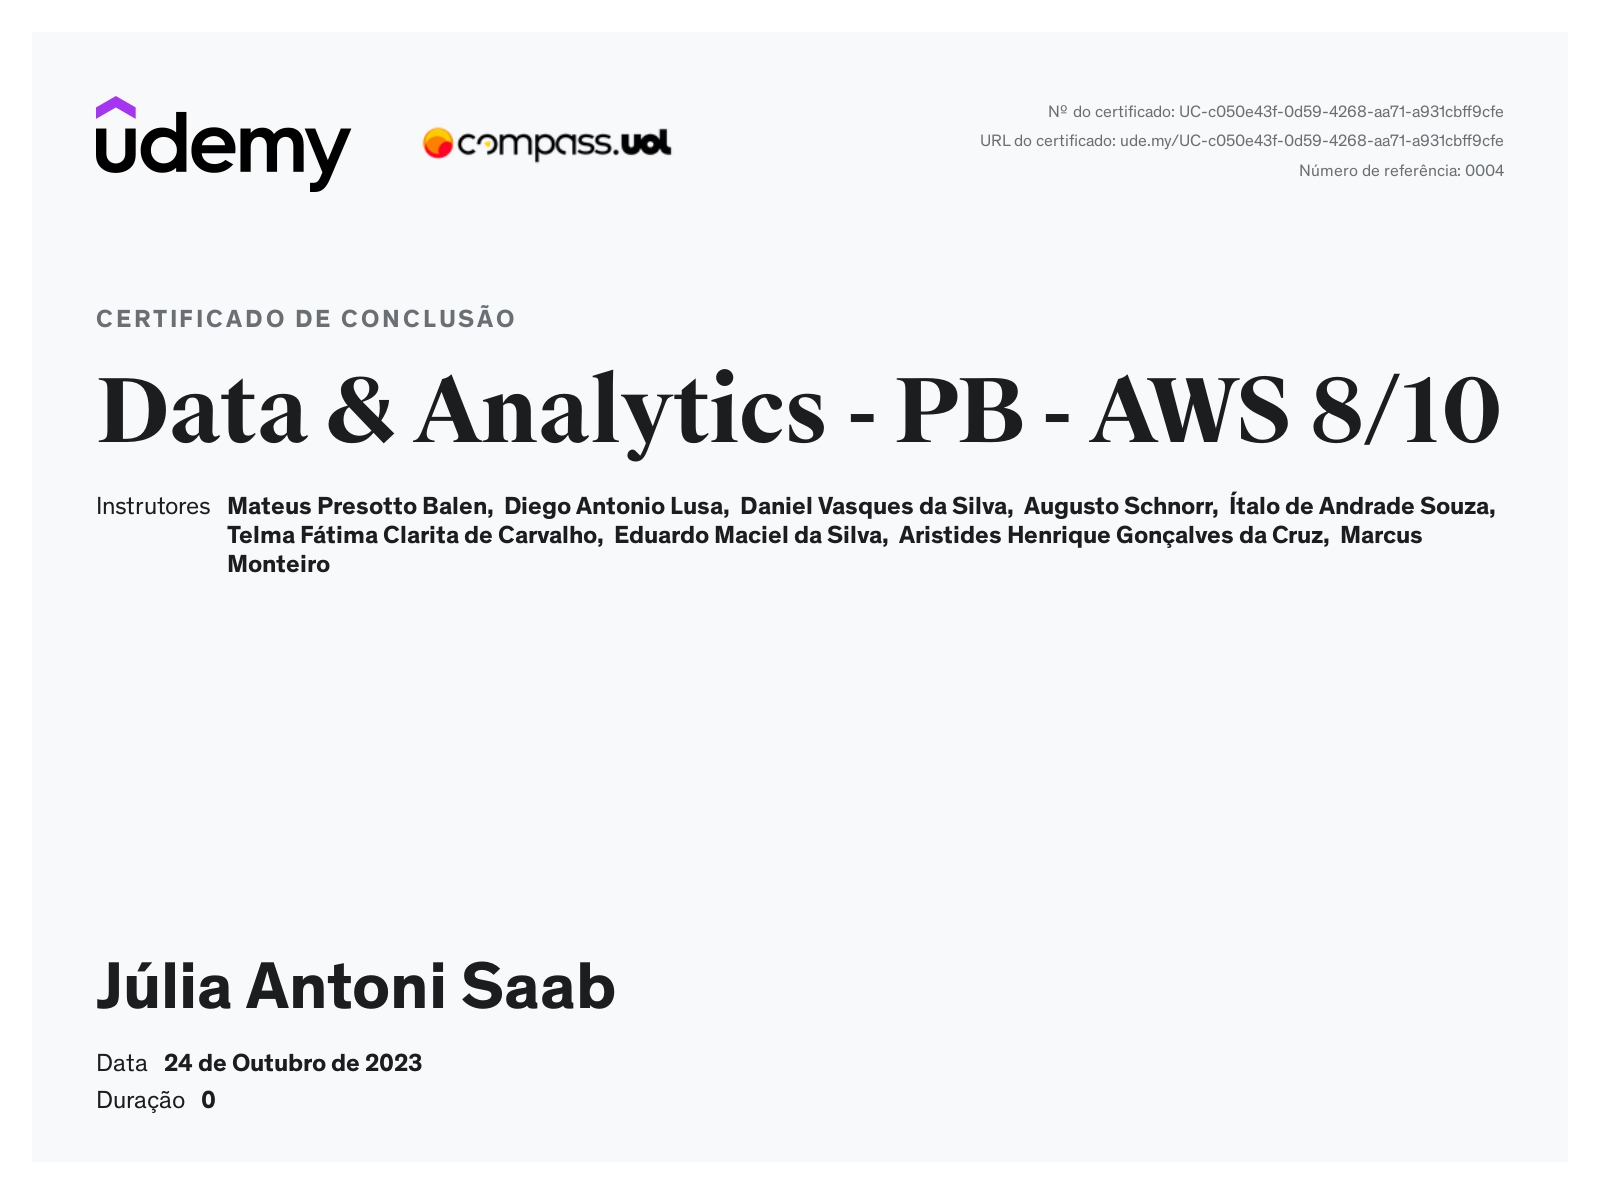 udemy
compass.uol
Nº do certificado: UC-c050e43f-0d59-4268-aa71-a931cbff9cfe
URL do certificado: ude.my/UC-c050e43f-0d59-4268-aa71-a931cbff9cfe
Número de referência: 0004
CERTIFICADO DE CONCLUSÃO
Data & Analytics - PB - AWS 8/10
Instrutores Mateus Presotto Balen, Diego Antonio Lusa, Daniel Vasques da Silva, Augusto Schnorr, Ítalo de Andrade Souza,
Telma Fátima Clarita de Carvalho, Eduardo Maciel da Silva, Aristides Henrique Gonçalves da Cruz, Marcus
Monteiro
Júlia Antoni Saab
Data 24 de Outubro de 2023
Duração 0